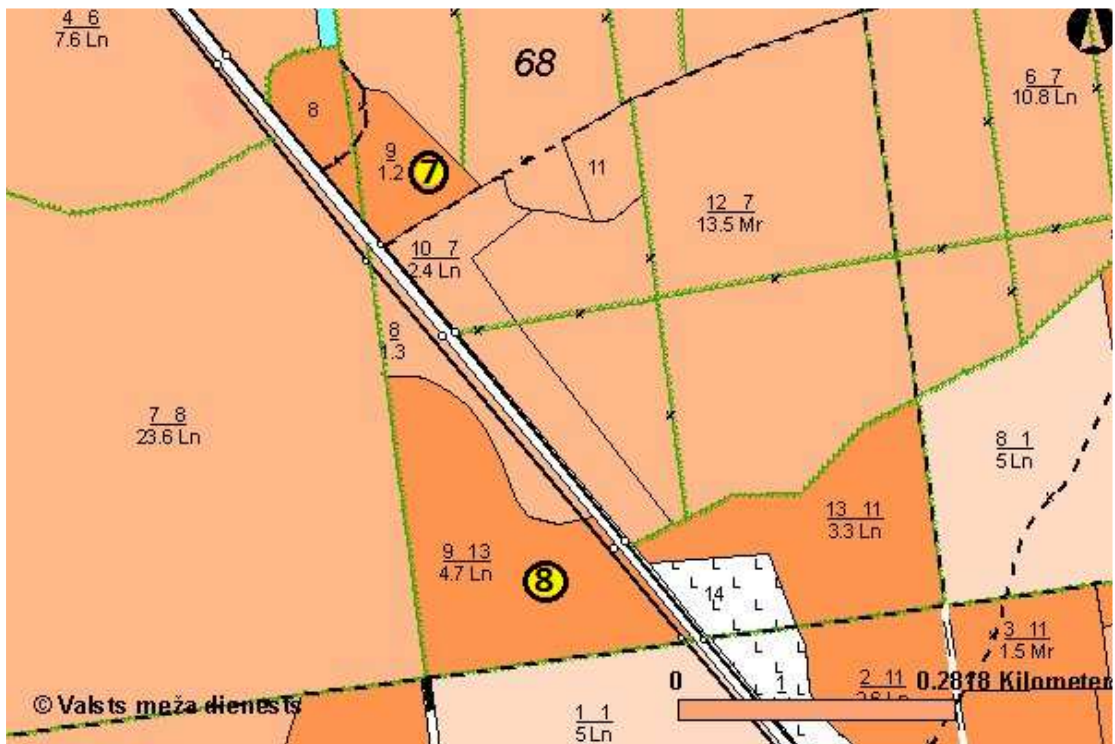 4 6
7.6 Ln
68
6 7
10.8 Ln
8
9
1.2
7
11
12 7
13.5 Mr
10 7
2.4 Ln
8
1.3
7 8
23.6 Ln
8 1
5 Ln
13 11
3.3 Ln
9 13
4.7 Ln
8
14
3 11
1.5 Mr
2 11
0 1
© Valsts meža dienests
1 1
5 Ln